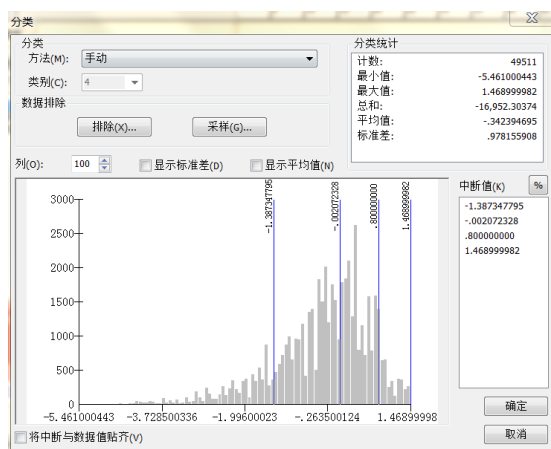 分类
分类
方法(M): 手动
类别(C): 4
数据排除
排除(X)... 采样(G)...
分类统计
计数: 49511
最小值: -5.461000443
最大值: 1.468999982
总和: -16,952.30374
平均值: -.342394695
标准差: .978155908
列(O): 100 显示标准差(D) 显示平均值(N)
中断值(K) %
-1.387347795
-.002072328
.800000000
1.468999982
-1.387347795
-.002072328
.800000000
1.468999982
3000
2500
2000
1500
1000
500
0
-5.461000443 -3.728500336 -1.99600023 -.263500124 1.46899998
将中断与数据值贴齐(V)
确定
取消